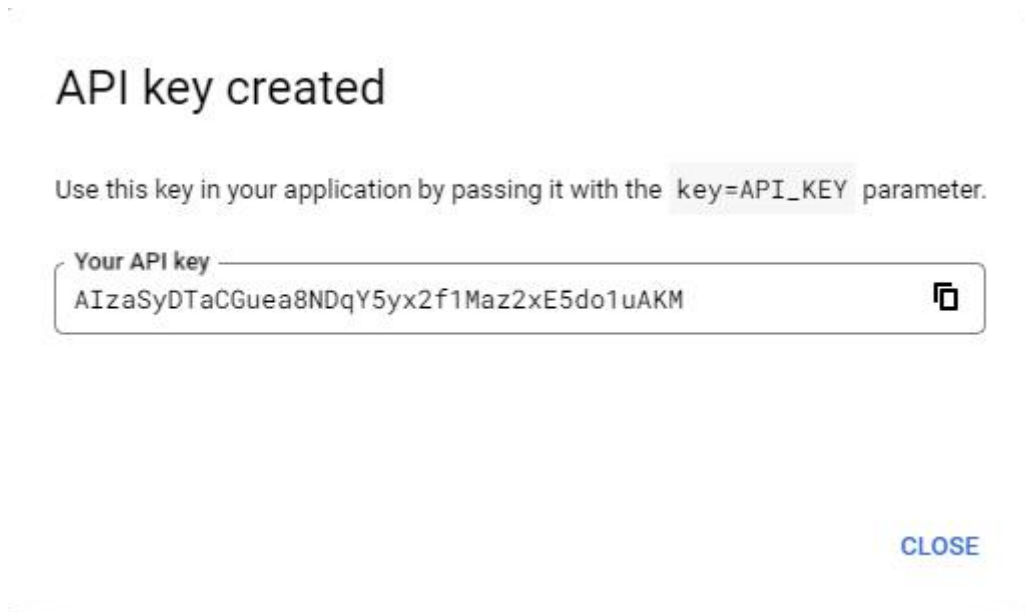 API key created
Use this key in your application by passing it with the key=API_KEY parameter.
Your API key
AIzaSyDTaCGuea8NDqY5yx2f1Maz2xE5do1uAKM
CLOSE